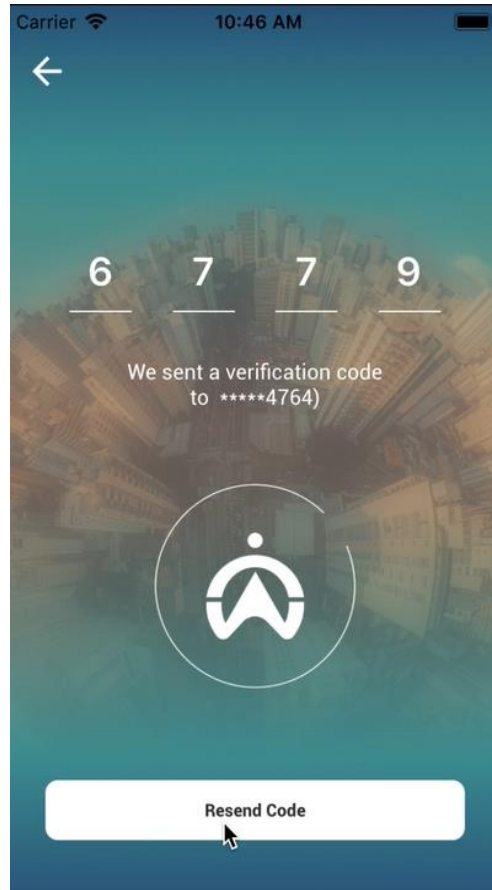 Carrier 10:46 AM
6 7 7 9
We sent a verification code
to *****4764)
Resend Code